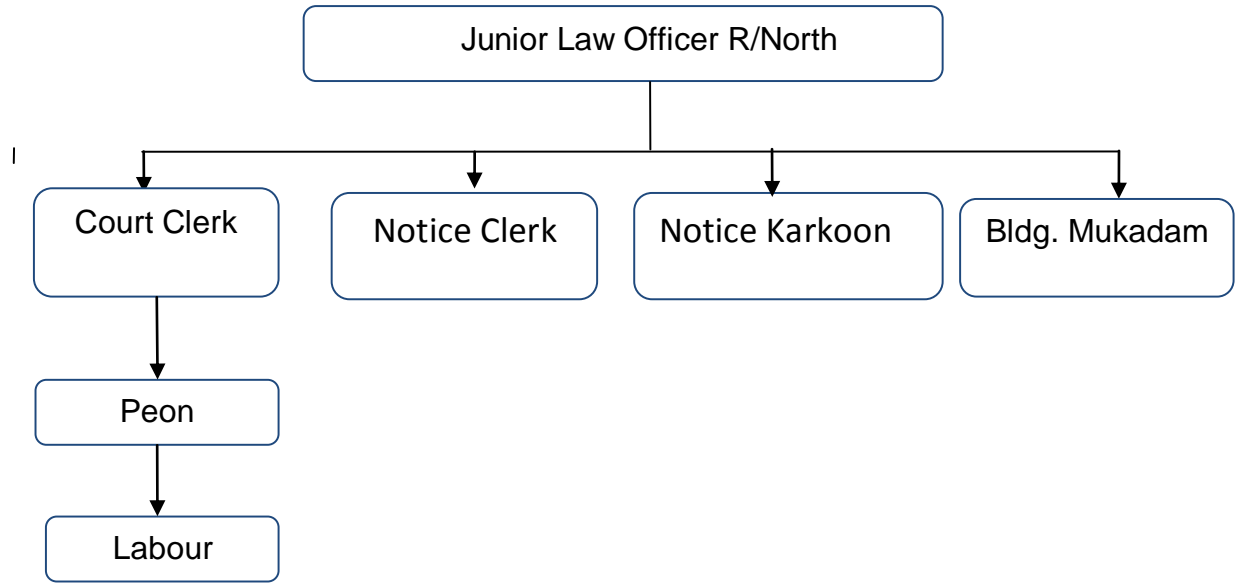 Junior Law Officer R/North
Court Clerk
Notice Clerk
Notice Karkoon
Bldg. Mukadam
Peon
Labour